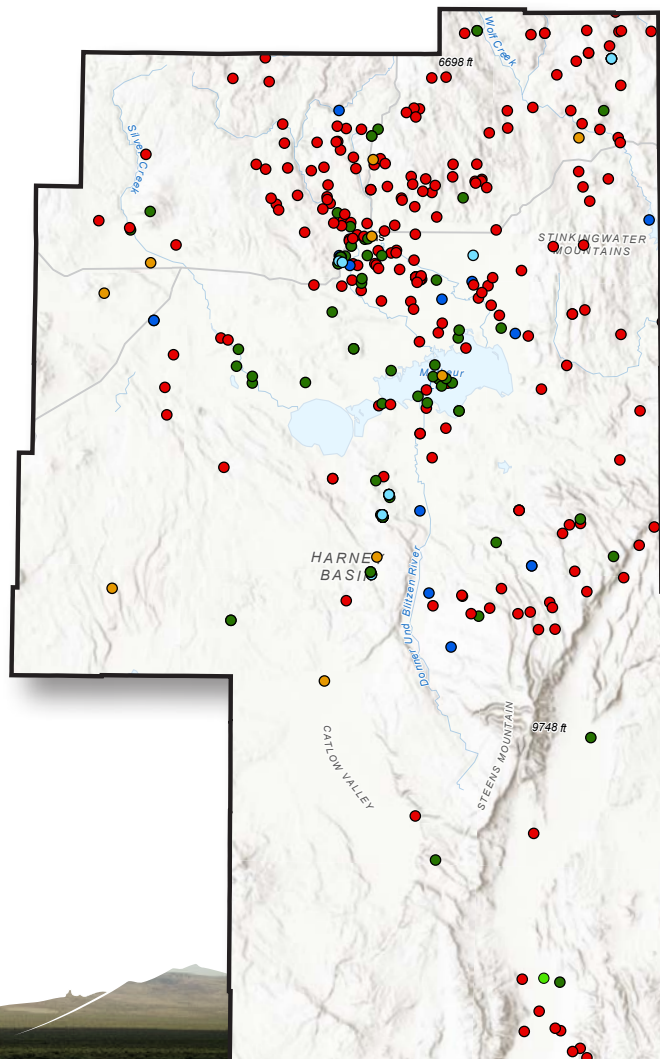 Wolf Creek
6698 ft
Silver Creek
STINKINGWATER
MOUNTAINS
HARNEY
BASIN
Donner Und Blitzen River
9748 ft
STEENS MOUNTAIN
CATLOW VALLEY